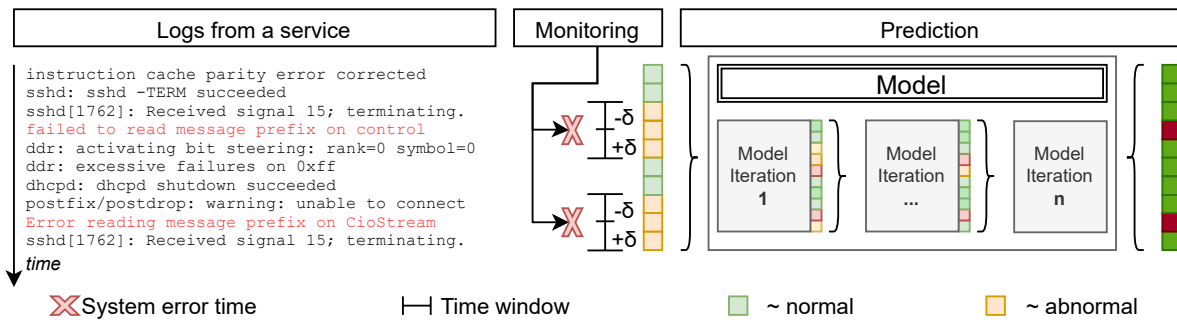 Logs from a service
Monitoring
Prediction
instruction cache parity error corrected
sshd: sshd -TERM succeeded
sshd[1762]: Received signal 15; terminating.
failed to read message prefix on control
ddr: activating bit steering: rank=0 symbol=0
ddr: excessive failures on 0xff
dhcpd: dhcpd shutdown succeeded
postfix/postdrop: warning: unable to connect
Error reading message prefix on CioStream
sshd[1762]: Received signal 15; terminating.
time
-δ
+δ
-δ
+δ
Model
Model
Iteration
1
Model
Iteration
...
Model
Iteration
n
System error time
Time window
~ normal
~ abnormal